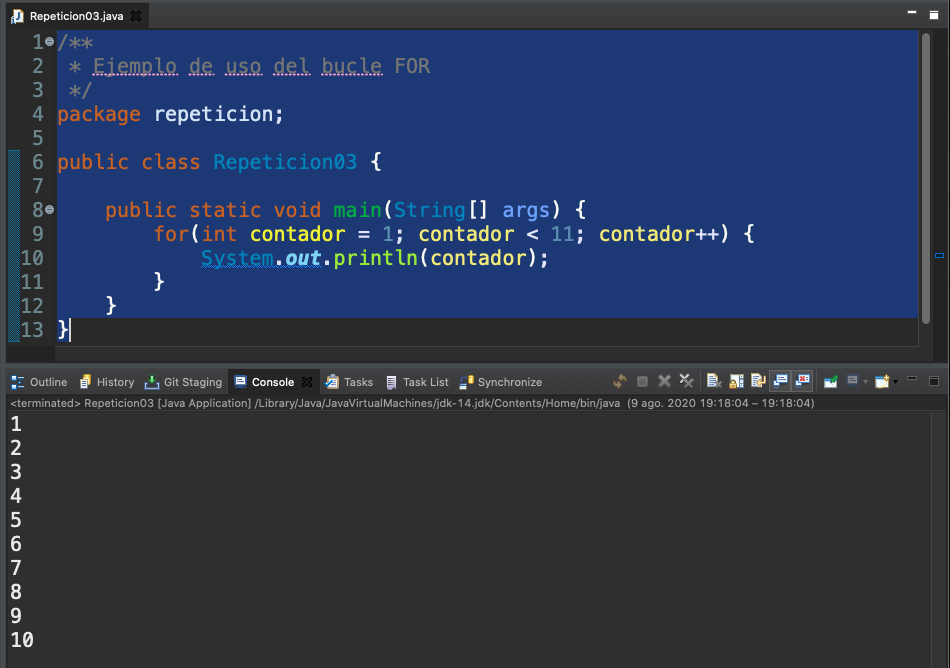 Repeticion03.java
1 /**
2  * Ejemplo de uso del bucle FOR
3  */
4 package repeticion;
5
6 public class Repeticion03 {
7
8     public static void main(String[] args) {
9         for(int contador = 1; contador < 11; contador++) {
10             System.out.println(contador);
11         }
12     }
13 }
Outline History Git Staging Console Tasks Task List Synchronize
<terminated> Repeticion03 [Java Application] /Library/Java/JavaVirtualMachines/jdk-14.jdk/Contents/Home/bin/java (9 ago. 2020 19:18:04 – 19:18:04)
1
2
3
4
5
6
7
8
9
10